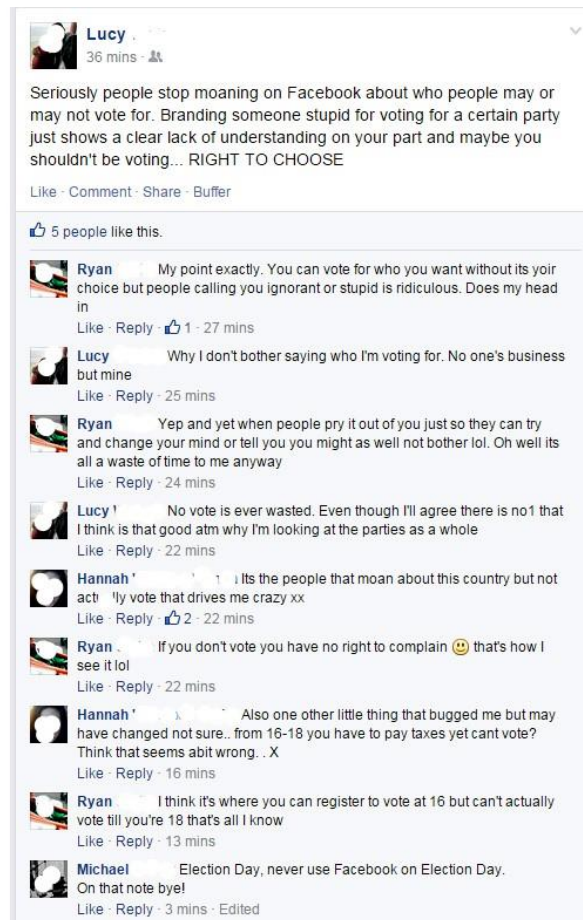 Lucy
36 mins
Seriously people stop moaning on Facebook about who people may or
may not vote for. Branding someone stupid for voting for a certain party
just shows a clear lack of understanding on your part and maybe you
shouldn't be voting... RIGHT TO CHOOSE
Like · Comment · Share · Buffer
5 people like this.
Ryan My point exactly. You can vote for who you want without its yoir
choice but people calling you ignorant or stupid is ridiculous. Does my head
in
Like · Reply · 1 · 27 mins
Lucy Why I don't bother saying who I'm voting for. No one's business
but mine
Like · Reply · 25 mins
Ryan Yep and yet when people pry it out of you just so they can try
and change your mind or tell you you might as well not bother lol. Oh well its
all a waste of time to me anyway
Like · Reply · 24 mins
Lucy No vote is ever wasted. Even though I'll agree there is no1 that
I think is that good atm why I'm looking at the parties as a whole
Like · Reply · 22 mins
Hannah Its the people that moan about this country but not
vote that drives me crazy xx
Like · Reply · 2 · 22 mins
Ryan If you don't vote you have no right to complain 😃 that's how I
see it lol
Like · Reply · 22 mins
Hannah Also one other little thing that bugged me but may
have changed not sure.. from 16-18 you have to pay taxes yet cant vote?
Think that seems abit wrong. . X
Like · Reply · 16 mins
Ryan I think it's where you can register to vote at 16 but can't actually
vote till you're 18 that's all I know
Like · Reply · 13 mins
Michael Election Day, never use Facebook on Election Day.
On that note bye!
Like · Reply · 3 mins · Edited